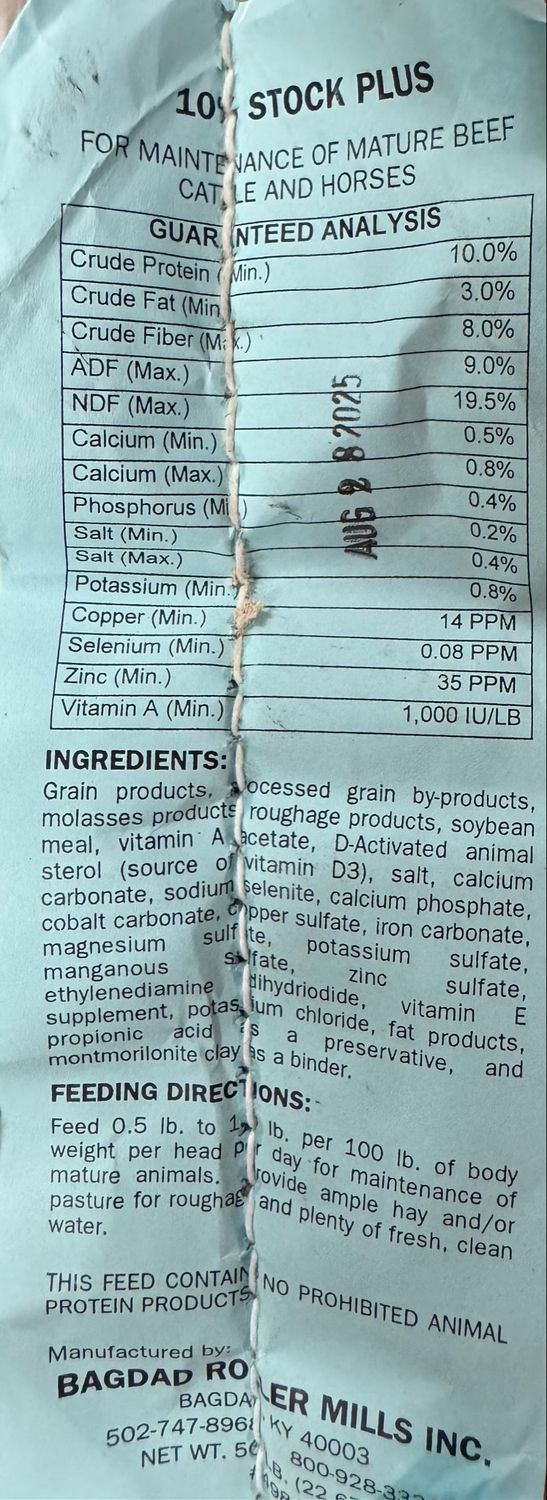 10% STOCK PLUS
FOR MAINTENANCE OF MATURE BEEF
CATTLE AND HORSES
GUARANTEED ANALYSIS
Crude Protein (Min.) 10.0%
Crude Fat (Min 3.0%
Crude Fiber (Max.) 8.0%
ADF (Max.) 9.0%
NDF (Max.) 19.5%
Calcium (Min.) 0.5%
Calcium (Max.) 0.8%
Phosphorus (Min.) 0.4%
Salt (Min.) 0.2%
Salt (Max.) 0.4%
Potassium (Min.) 0.8%
Copper (Min.) 14 PPM
Selenium (Min.) 0.08 PPM
Zinc (Min.) 35 PPM
Vitamin A (Min.) 1,000 IU/LB
AUG 28 2025
INGREDIENTS:
Grain products, processed grain by-products,
molasses products, roughage products, soybean
meal, vitamin A acetate, D-Activated animal
sterol (source of vitamin D3), salt, calcium
carbonate, sodium selenite, calcium phosphate,
cobalt carbonate, copper sulfate, iron carbonate,
magnesium sulfate, potassium sulfate,
manganous sulfate, zinc sulfate,
ethylenediamine dihydriodide, vitamin E
supplement, potassium chloride, fat products,
propionic acid as a preservative, and
montmorilonite clay as a binder.
FEEDING DIRECTIONS:
Feed 0.5 lb. to lb. per 100 lb. of body
weight per head per day for maintenance of
mature animals. Provide ample hay and/or
pasture for roughage and plenty of fresh, clean
water.
THIS FEED CONTAINS NO PROHIBITED ANIMAL
PROTEIN PRODUCTS
Manufactured by:
BAGDAD ROLLER MILLS INC.
BAGDAD, KY 40003
502-747-8968 800-928-333
NET WT. 50 LB. (22.6